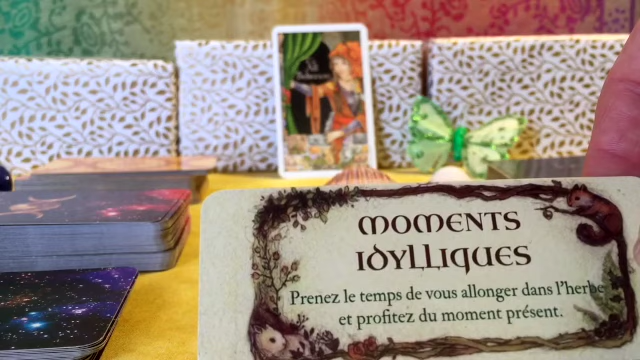 MOMENTS
IDYLLIQUES
Prenez le temps de vous allonger dans l'herbe
et profitez du moment présent.